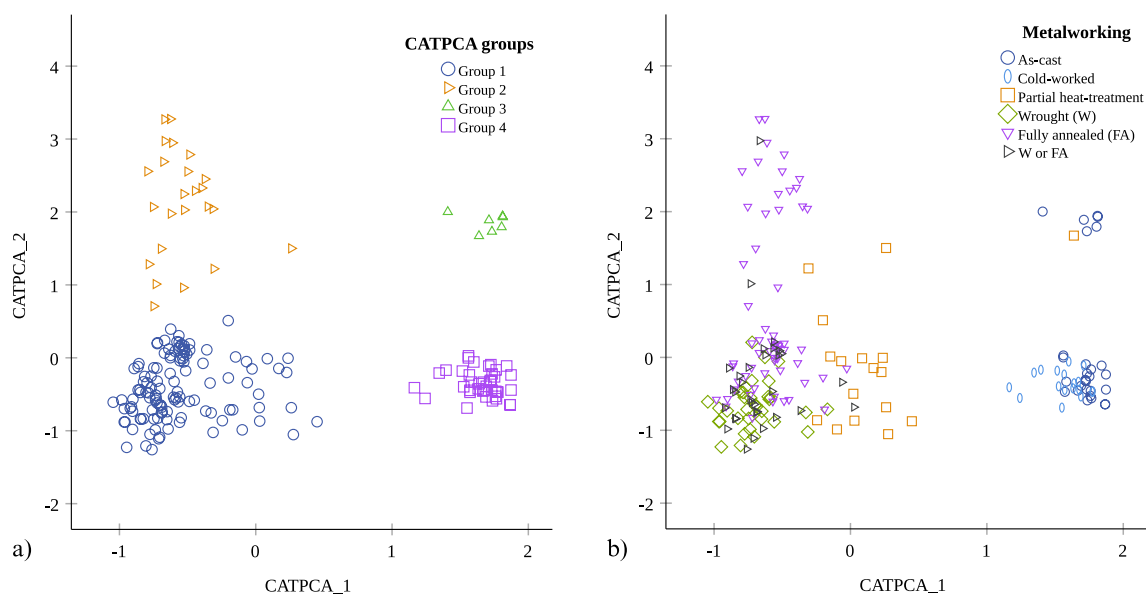 CATPCA groups
Group 1
Group 2
Group 3
Group 4
4
3
2
1
0
-1
-2
CATPCA_2
-1
0
1
2
CATPCA_1
a)
Metalworking
As-cast
Cold-worked
Partial heat-treatment
Wrought (W)
Fully annealed (FA)
W or FA
4
3
2
1
0
-1
-2
CATPCA_2
-1
0
1
2
CATPCA_1
b)